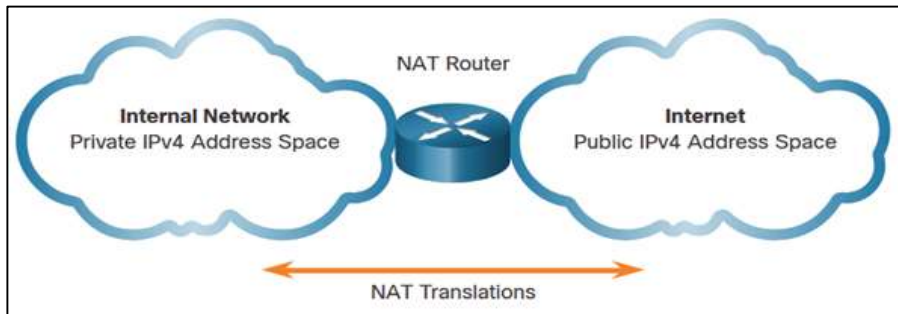 NAT Router
Internal Network
Private IPv4 Address Space
Internet
Public IPv4 Address Space
NAT Translations